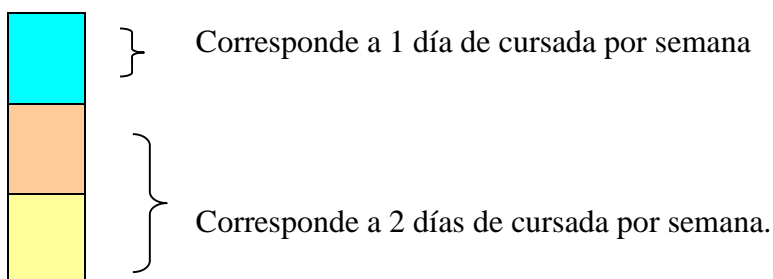 Corresponde a 1 día de cursada por semana
Corresponde a 2 días de cursada por semana.